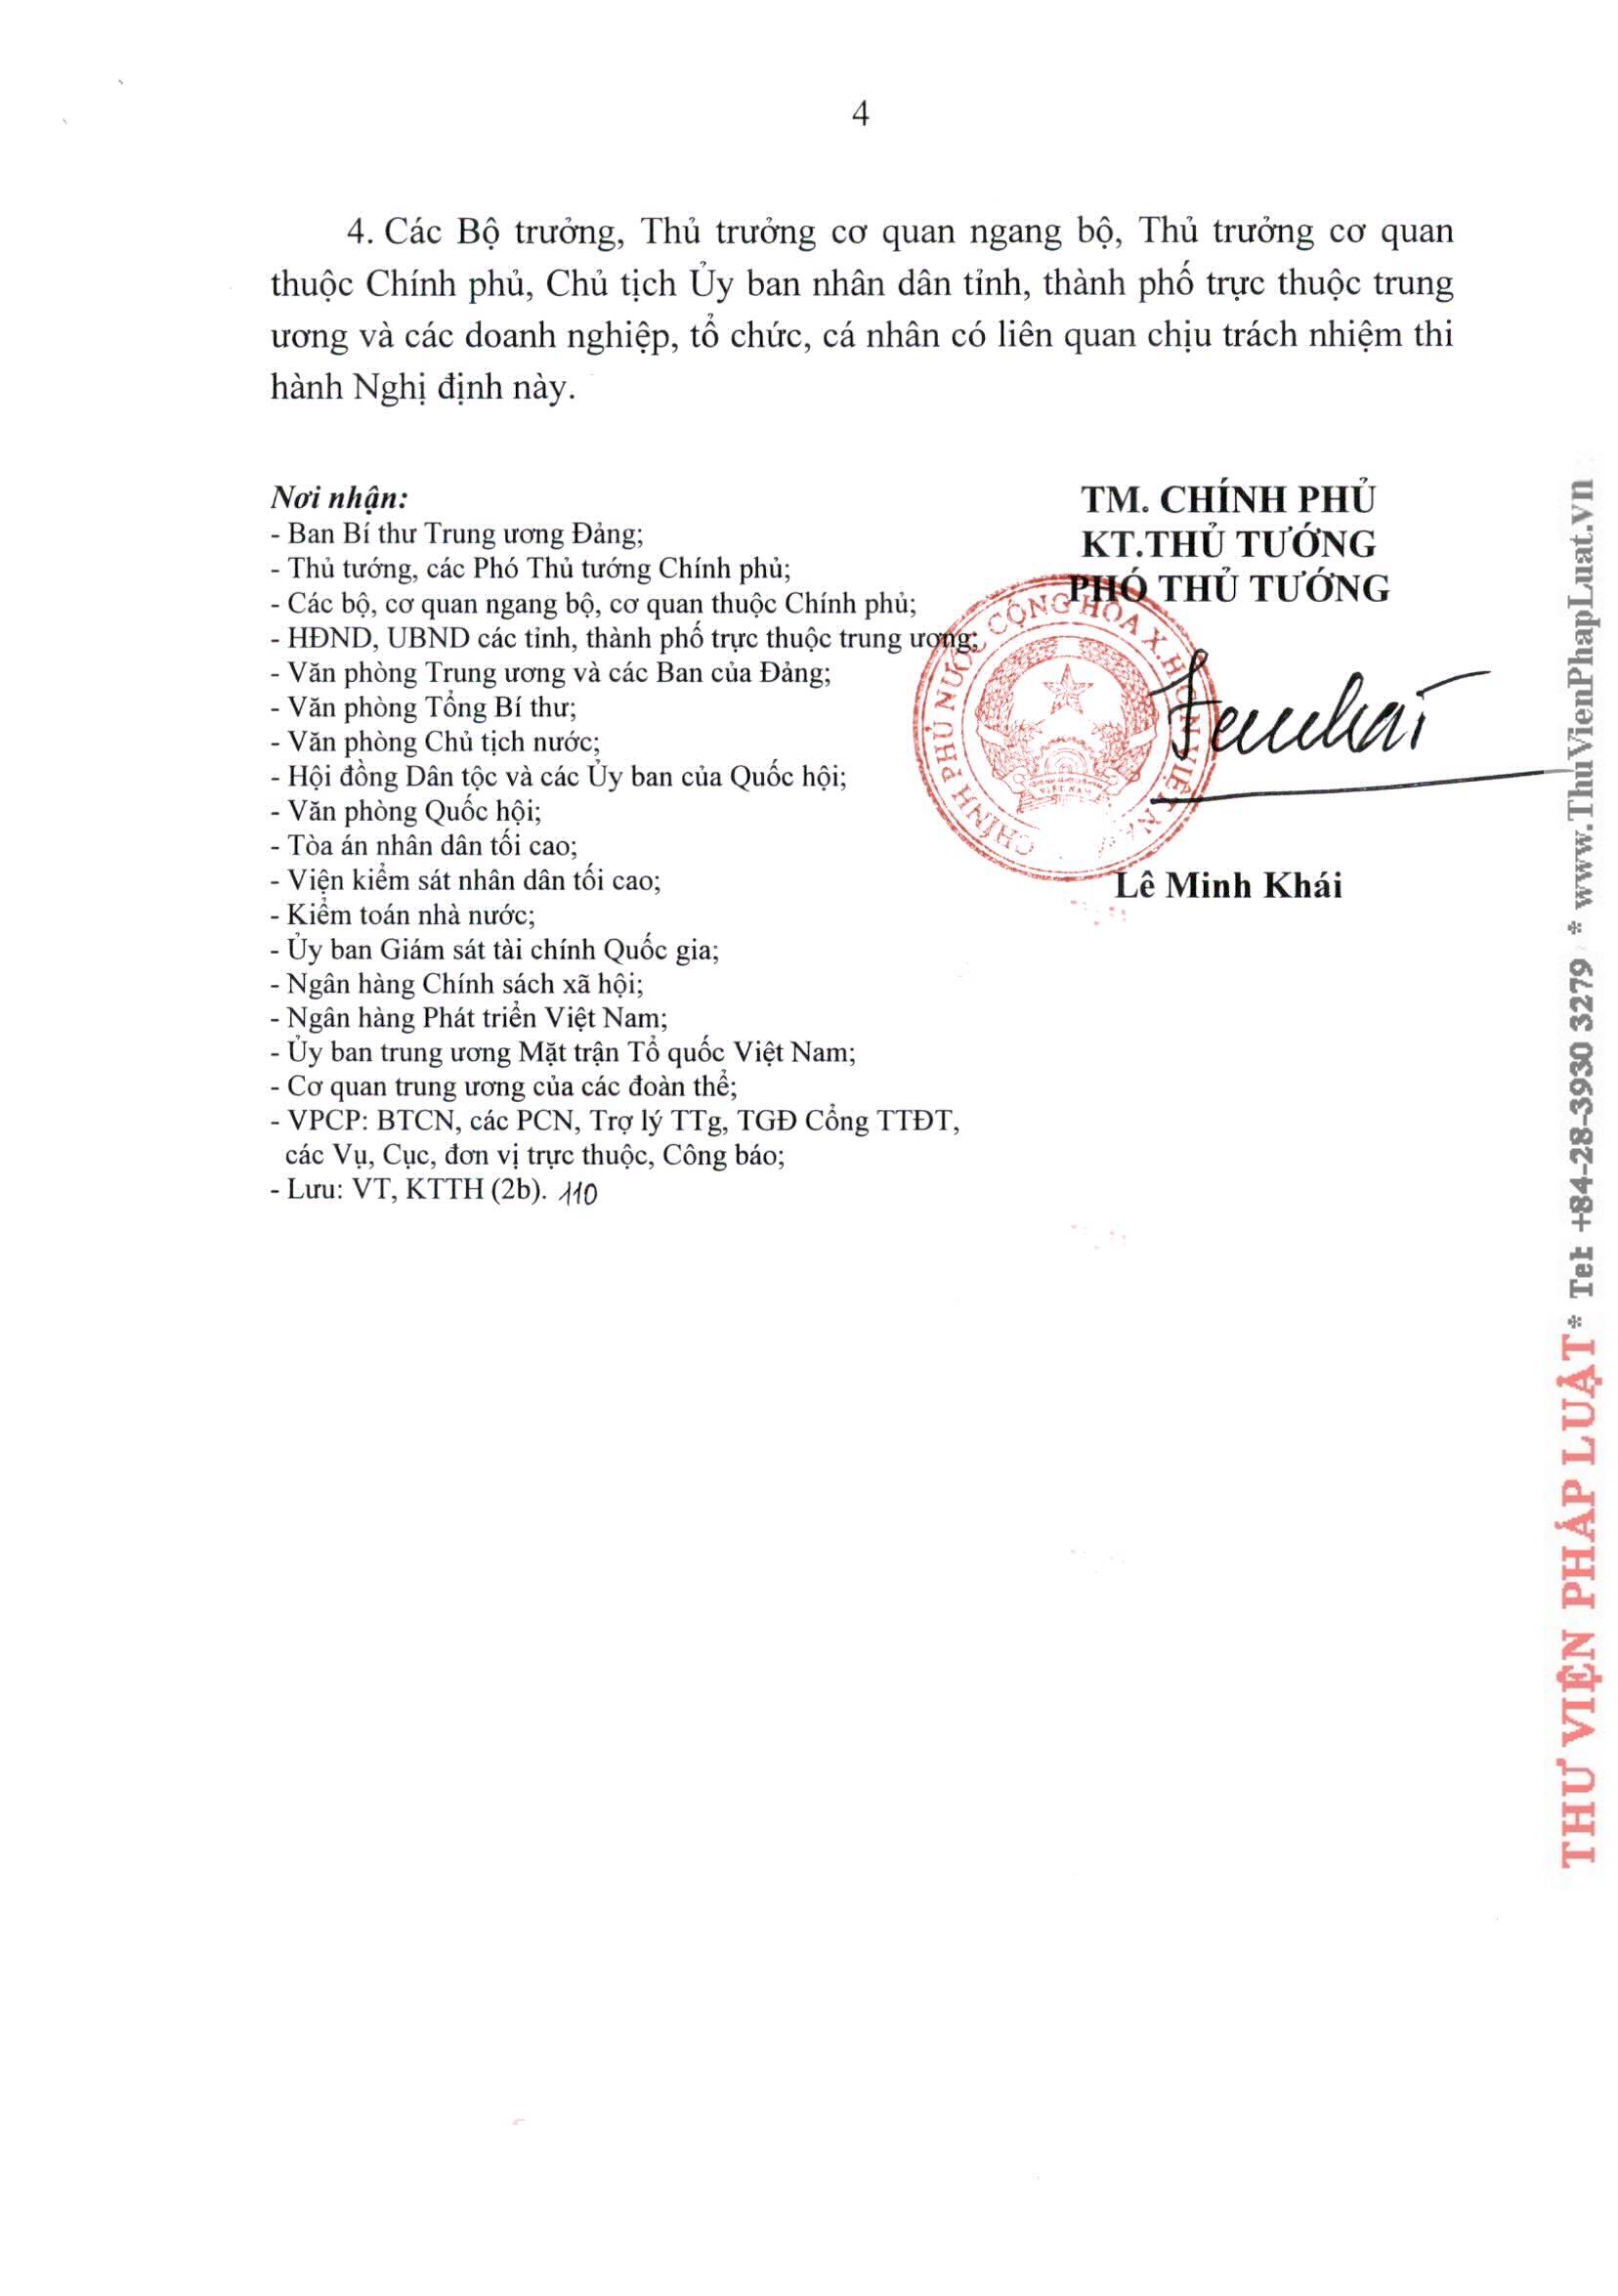 4
4. Các Bộ trưởng, Thủ trưởng cơ quan ngang bộ, Thủ trưởng cơ quan
thuộc Chính phủ, Chủ tịch Ủy ban nhân dân tỉnh, thành phố trực thuộc trung
ương và các doanh nghiệp, tổ chức, cá nhân có liên quan chịu trách nhiệm thi
hành Nghị định này.
Nơi nhận:
- Ban Bí thư Trung ương Đảng;
- Thủ tướng, các Phó Thủ tướng Chính phủ;
- Các bộ, cơ quan ngang bộ, cơ quan thuộc Chính phủ;
- HĐND, UBND các tỉnh, thành phố trực thuộc trung ương;
- Văn phòng Trung ương và các Ban của Đảng;
- Văn phòng Tổng Bí thư;
- Văn phòng Chủ tịch nước;
- Hội đồng Dân tộc và các Ủy ban của Quốc hội;
- Văn phòng Quốc hội;
- Tòa án nhân dân tối cao;
- Viện kiểm sát nhân dân tối cao;
- Kiểm toán nhà nước;
- Ủy ban Giám sát tài chính Quốc gia;
- Ngân hàng Chính sách xã hội;
- Ngân hàng Phát triển Việt Nam;
- Ủy ban trung ương Mặt trận Tổ quốc Việt Nam;
- Cơ quan trung ương của các đoàn thể;
- VPCP: BTCN, các PCN, Trợ lý TTg, TGĐ Cổng TTĐT,
các Vụ, Cục, đơn vị trực thuộc, Công báo;
- Lưu: VT, KTTH (2b). 110
TM. CHÍNH PHỦ
KT.THỦ TƯỚNG
PHÓ THỦ TƯỚNG
CHÍNH PHỦ NƯỚC CỘNG HÒA X.H.C.N VIỆT NAM
VIỆT NAM
Lê Minh Khái
THƯ VIỆN PHÁP LUẬT * Tel: +84-28-3930 3279 * www.ThuVienPhapLuat.vn